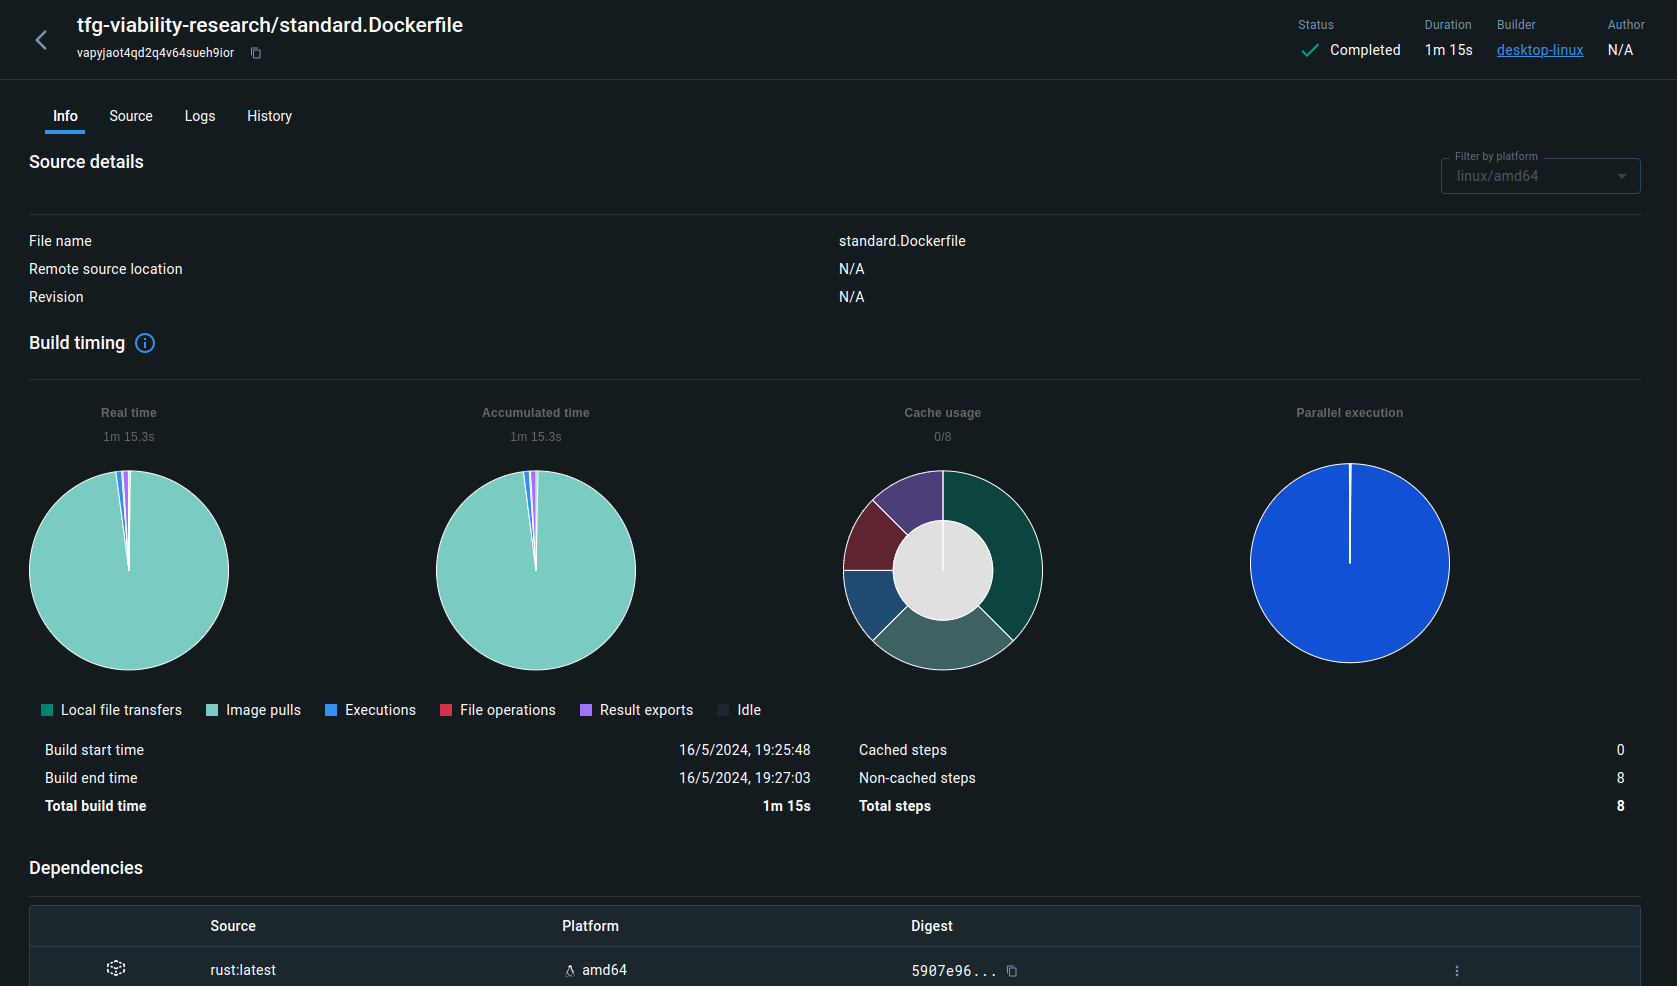 tfg-viability-research/standard.Dockerfile
vapyjaot4qd2q4v64sueh9ior
Status Duration Builder Author
Completed 1m 15s desktop-linux N/A
Info Source Logs History
Source details
Filter by platform
linux/amd64
File name standard.Dockerfile
Remote source location N/A
Revision N/A
Build timing
Real time Accumulated time Cache usage Parallel execution
1m 15.3s 1m 15.3s 0/8
Local file transfers Image pulls Executions File operations Result exports Idle
Build start time 16/5/2024, 19:25:48 Cached steps 0
Build end time 16/5/2024, 19:27:03 Non-cached steps 8
Total build time 1m 15s Total steps 8
Dependencies
Source Platform Digest
rust:latest amd64 5907e96...